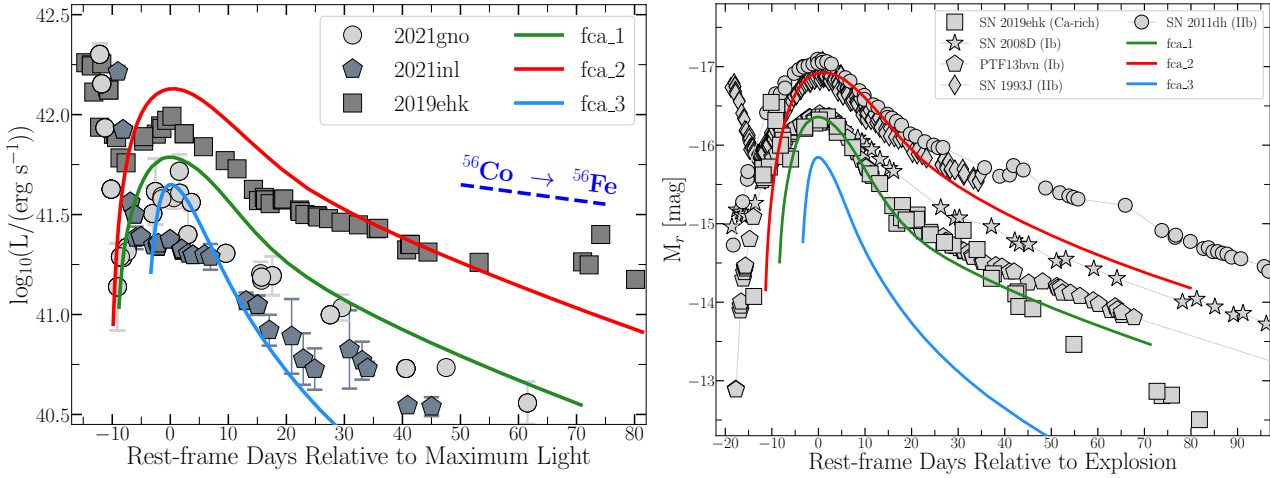 42.5
42.0
41.5
41.0
40.5
log10(L/(erg s−1))
2021gno
2021inl
2019ehk
fca_1
fca_2
fca_3
56Co → 56Fe
−10 0 10 20 30 40 50 60 70 80
Rest-frame Days Relative to Maximum Light
−17
−16
−15
−14
−13
Mr [mag]
SN 2019ehk (Ca-rich)
SN 2008D (Ib)
PTF13bvn (Ib)
SN 1993J (IIb)
SN 2011dh (IIb)
fca_1
fca_2
fca_3
−20 −10 0 10 20 30 40 50 60 70 80 90
Rest-frame Days Relative to Explosion